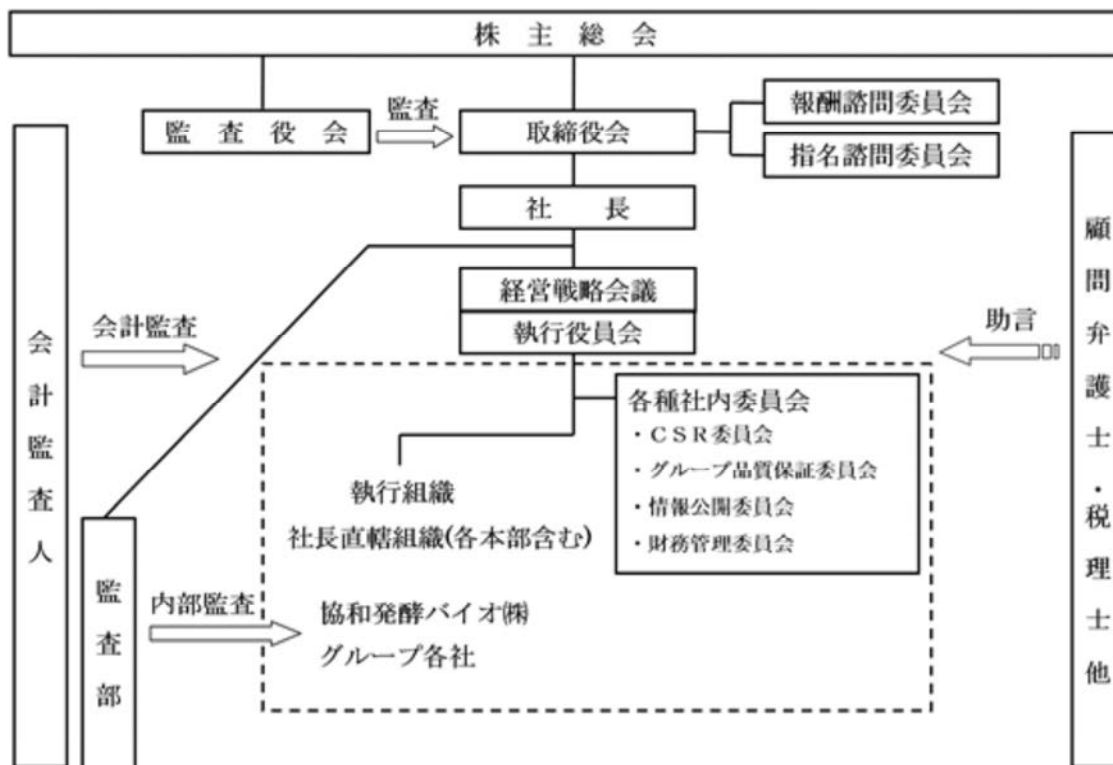 株主総会
監査役会
監査
取締役会
報酬諮問委員会
指名諮問委員会
社長
経営戦略会議
執行役員会
会計監査人
会計監査
助言
顧問弁護士・税理士他
各種社内委員会
・ＣＳＲ委員会
・グループ品質保証委員会
・情報公開委員会
・財務管理委員会
執行組織
社長直轄組織(各本部含む)
監査部
内部監査
協和発酵バイオ㈱
グループ各社